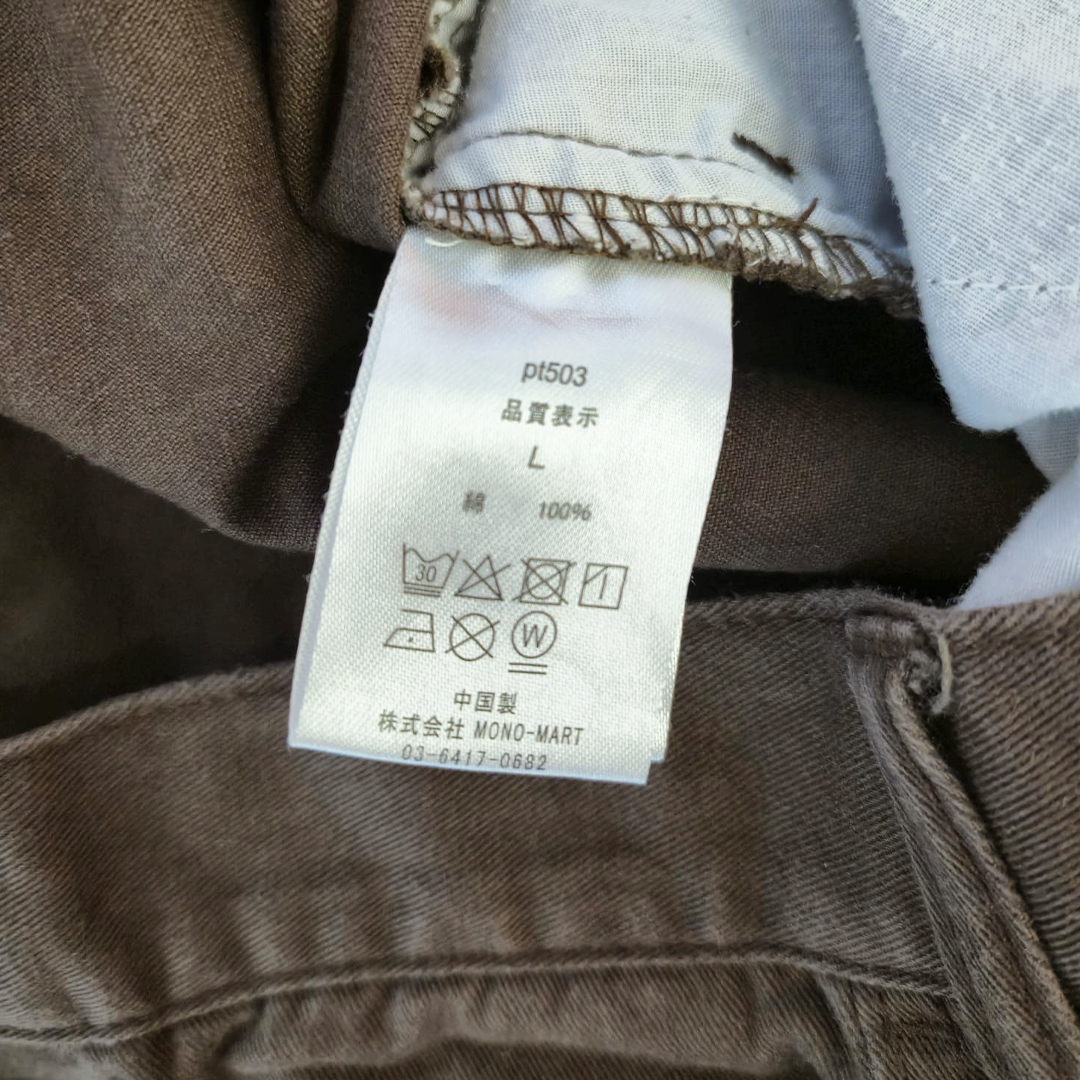 pt503
品質表示
L
綿 100%
30
W
中国製
株式会社 MONO-MART
03-6417-0682